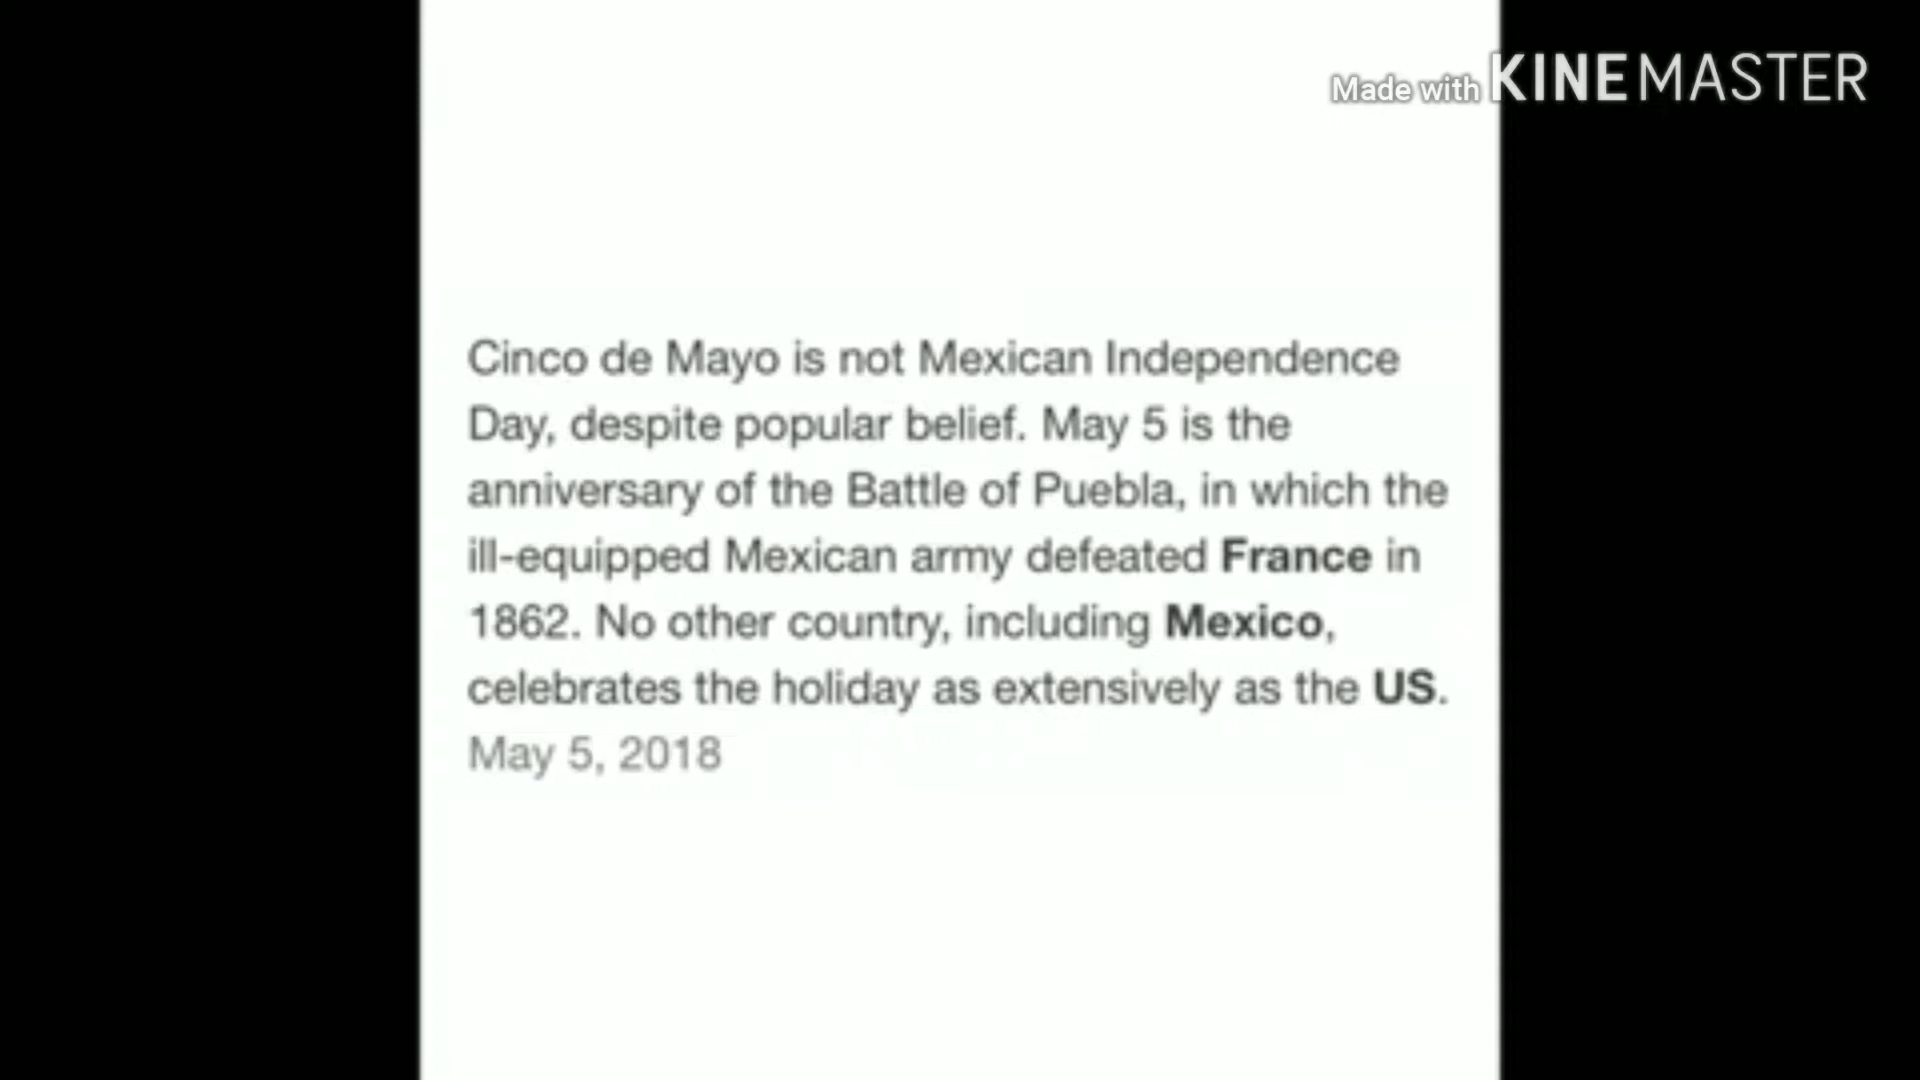 Made with KINEMASTER
Cinco de Mayo is not Mexican Independence
Day, despite popular belief. May 5 is the
anniversary of the Battle of Puebla, in which the
ill-equipped Mexican army defeated France in
1862. No other country, including Mexico,
celebrates the holiday as extensively as the US.
May 5, 2018